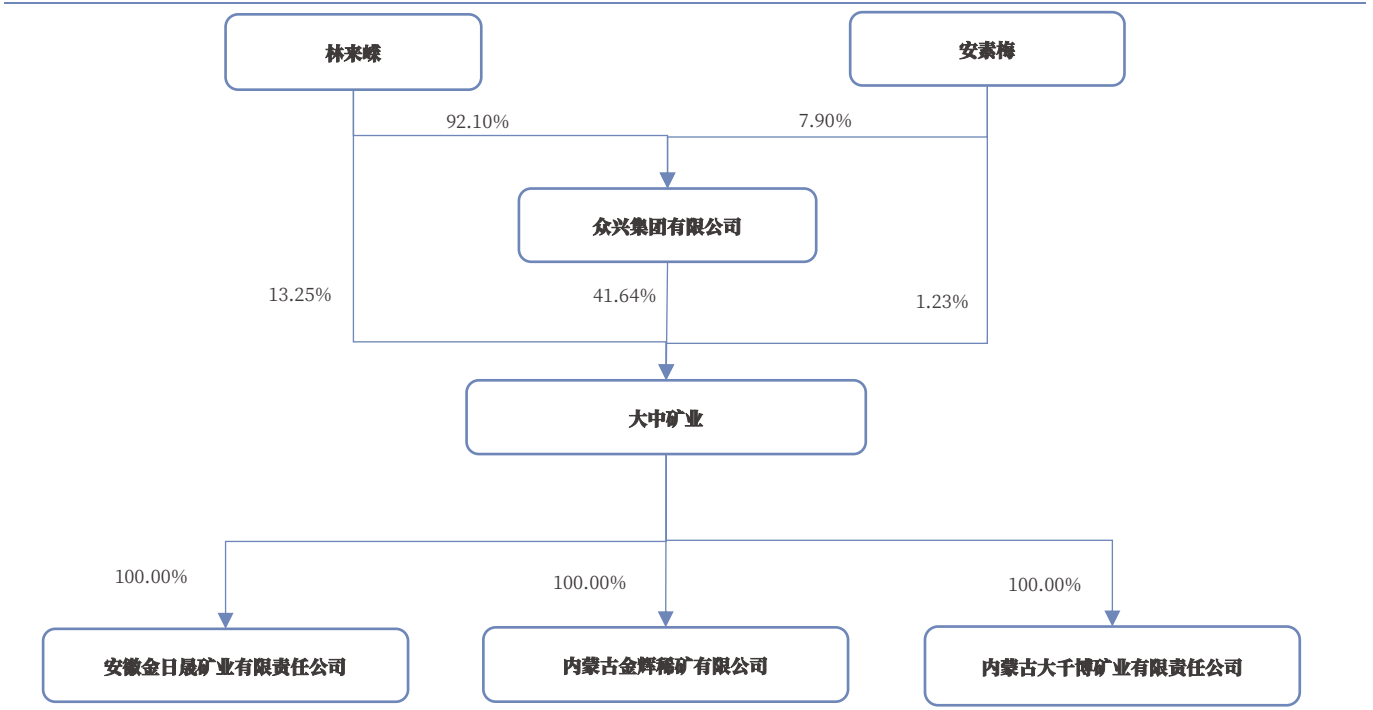 林来嵘
安素梅
92.10%
7.90%
众兴集团有限公司
13.25%
41.64%
1.23%
大中矿业
100.00%
100.00%
100.00%
安徽金日晟矿业有限责任公司
内蒙古金辉稀矿有限公司
内蒙古大千博矿业有限责任公司